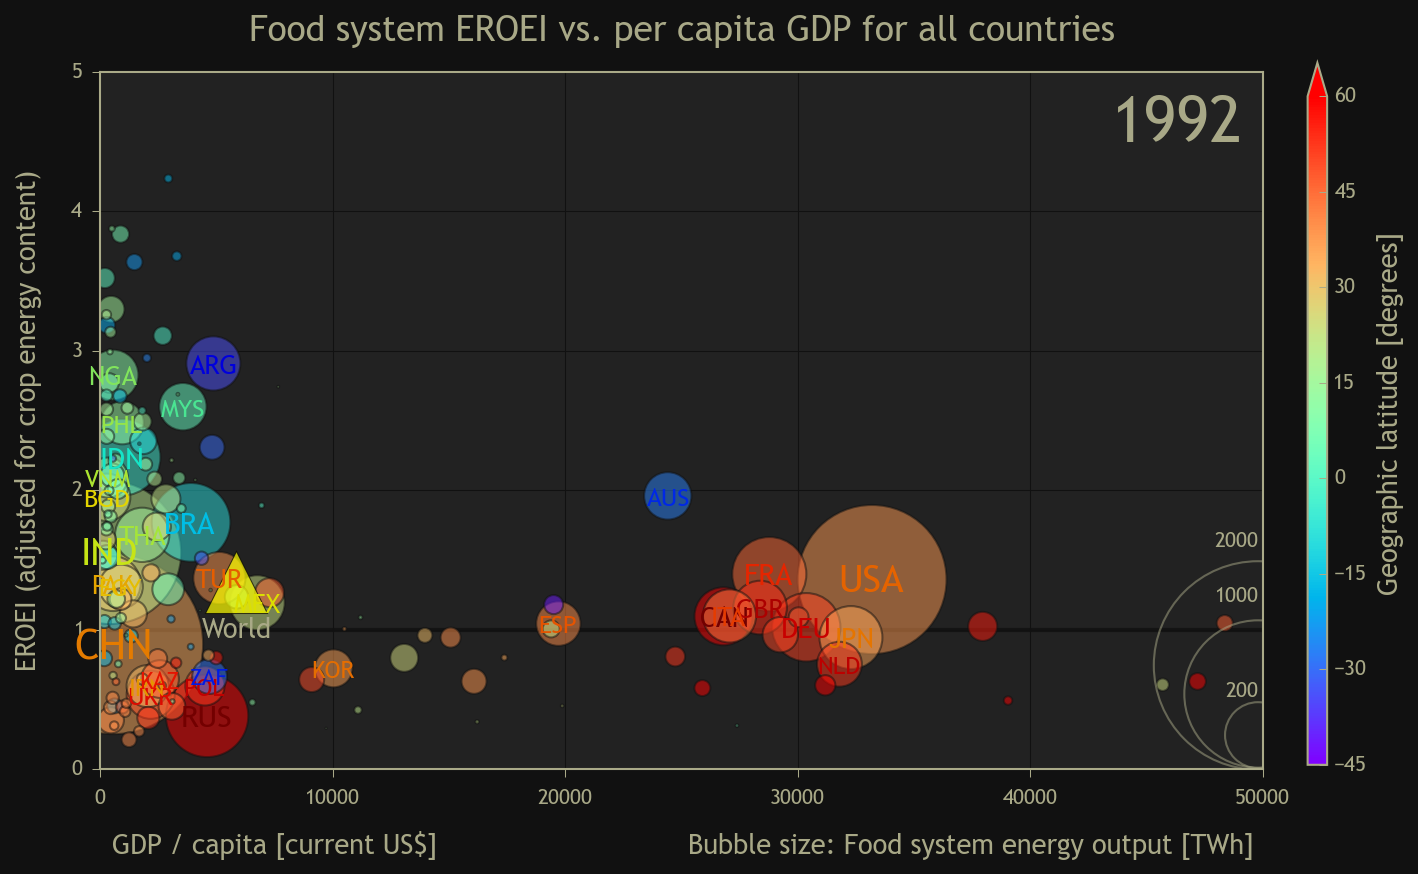 Food system EROEI vs. per capita GDP for all countries
1992
EROEI (adjusted for crop energy content)
5
4
3
2
1
0
ARG
NGA
MYS
PHL
IDN
VNM
BGD
AUS
BRA
THA
IND
TUR
FRA
USA
MEX
GBR
CAN
ESP
World
DEU
JPN
CHN
KOR
NLD
KAZ
ZAF
POL
UKR
RUS
2000
1000
200
0
10000
20000
30000
40000
50000
GDP / capita [current US$]
Bubble size: Food system energy output [TWh]
60
45
30
15
0
−15
−30
−45
Geographic latitude [degrees]